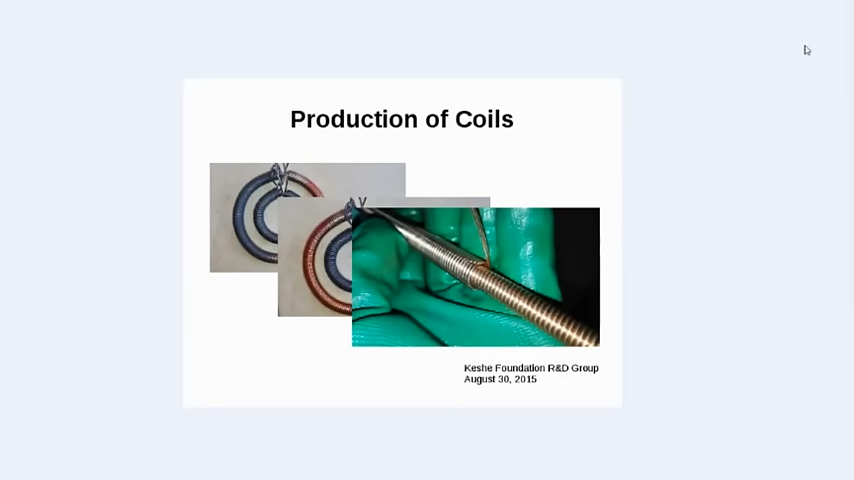 Production of Coils
Keshe Foundation R&D Group
August 30, 2015